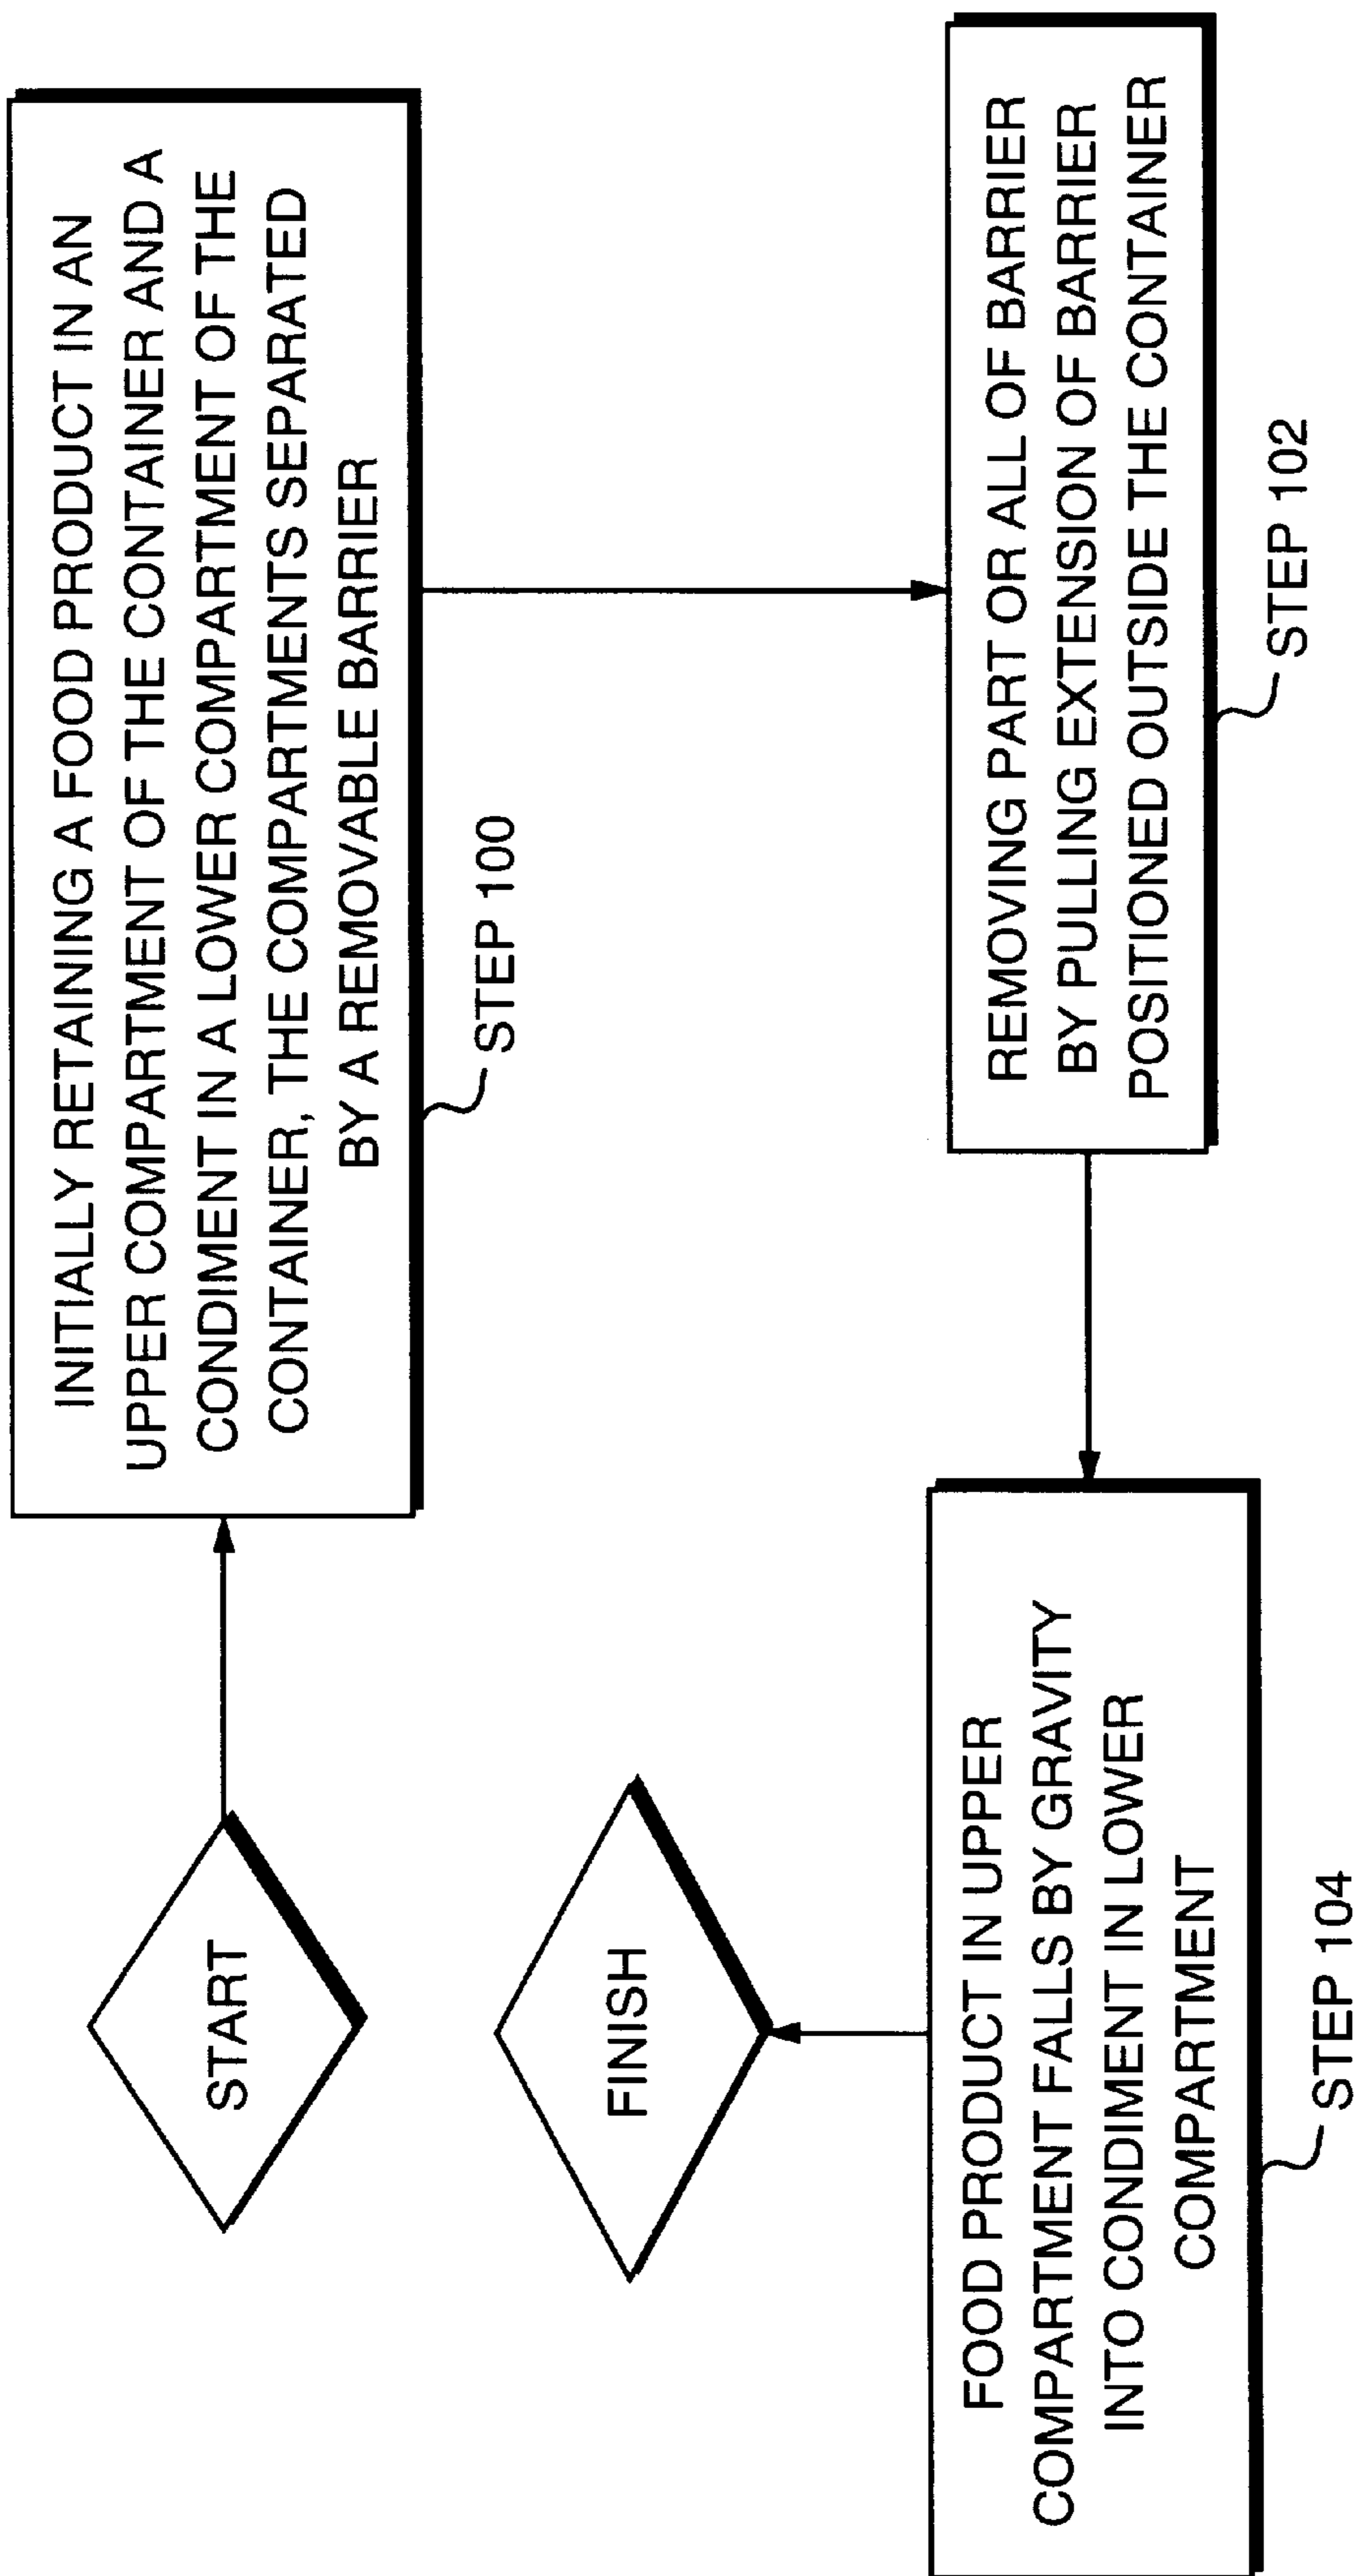 START
INITIALLY RETAINING A FOOD PRODUCT IN AN
UPPER COMPARTMENT OF THE CONTAINER AND A
CONDIMENT IN A LOWER COMPARTMENT OF THE
CONTAINER, THE COMPARTMENTS SEPARATED
BY A REMOVABLE BARRIER
STEP 100
REMOVING PART OR ALL OF BARRIER
BY PULLING EXTENSION OF BARRIER
POSITIONED OUTSIDE THE CONTAINER
STEP 102
FOOD PRODUCT IN UPPER
COMPARTMENT FALLS BY GRAVITY
INTO CONDIMENT IN LOWER
COMPARTMENT
STEP 104
FINISH